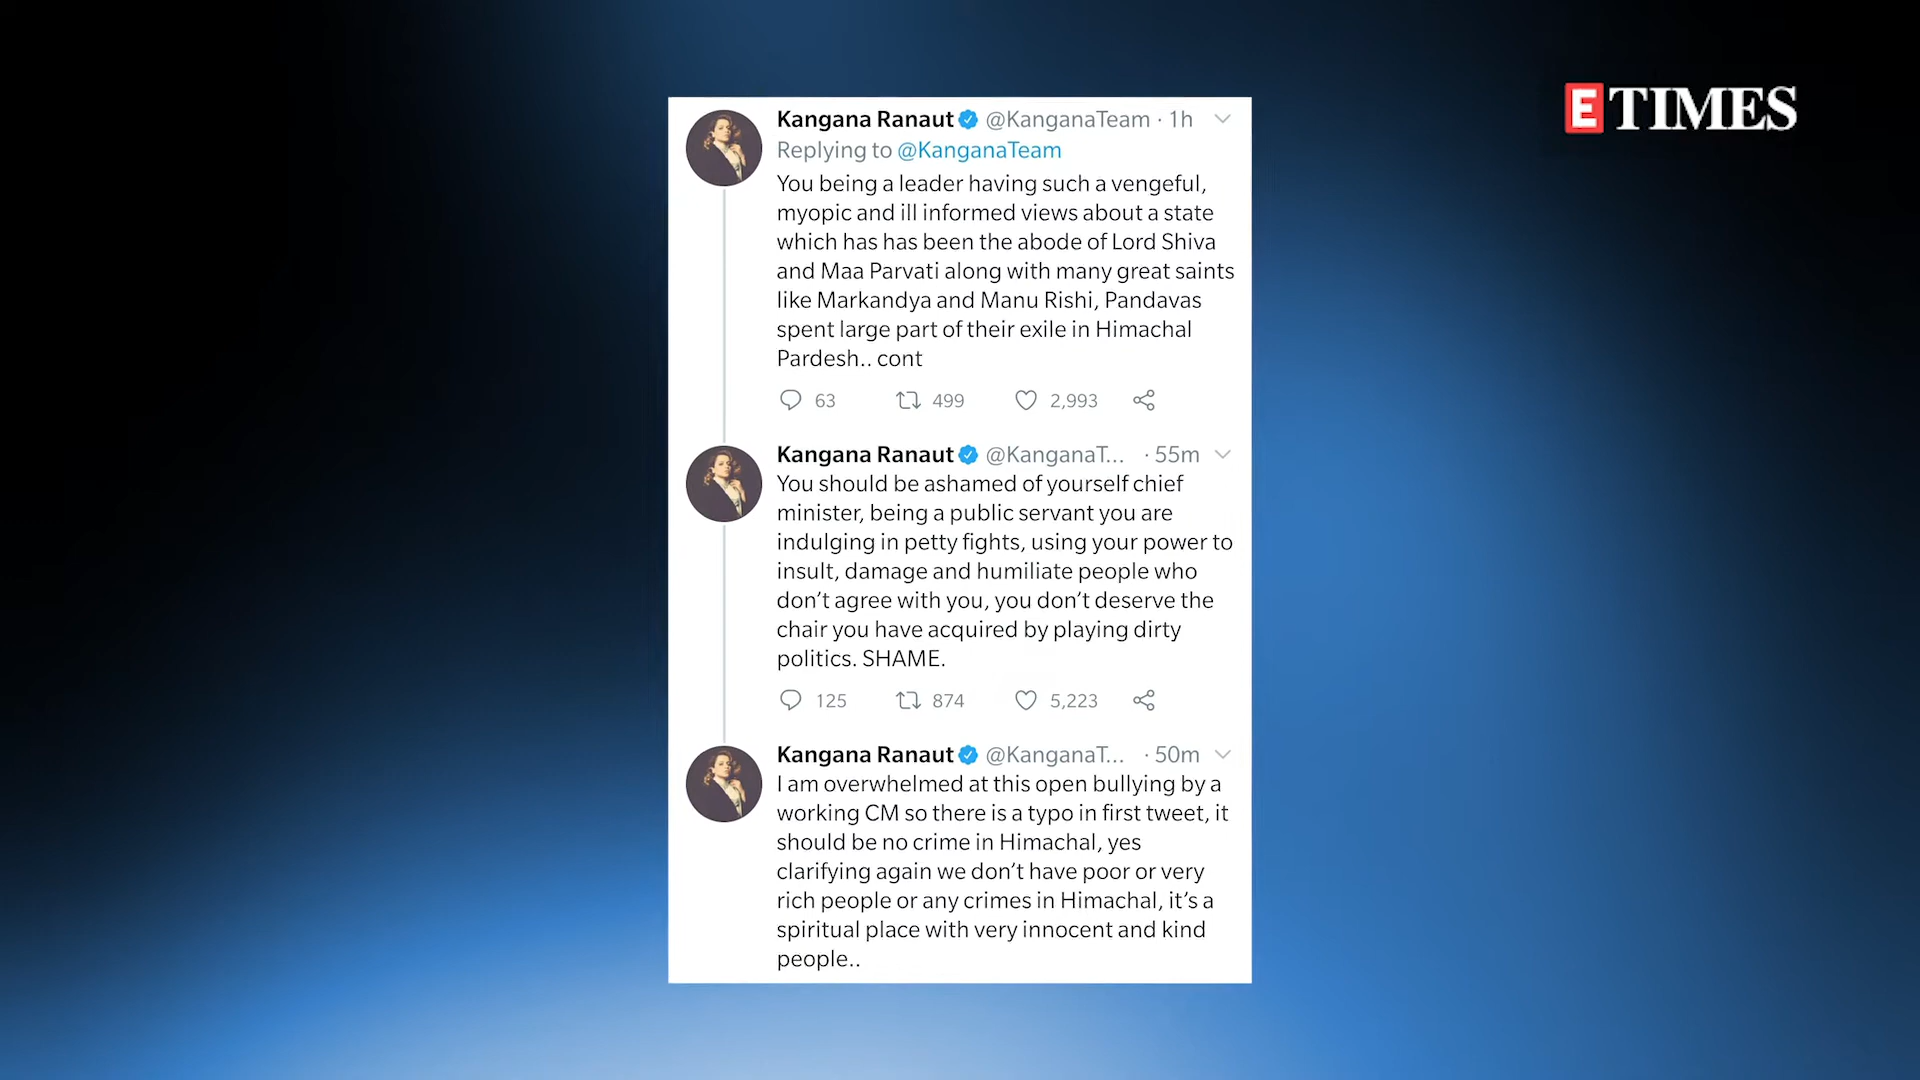 E TIMES
Kangana Ranaut @KanganaTeam · 1h
Replying to @KanganaTeam
You being a leader having such a vengeful,
myopic and ill informed views about a state
which has has been the abode of Lord Shiva
and Maa Parvati along with many great saints
like Markandya and Manu Rishi, Pandavas
spent large part of their exile in Himachal
Pardesh.. cont
63 499 2,993
Kangana Ranaut @KanganaT... · 55m
You should be ashamed of yourself chief
minister, being a public servant you are
indulging in petty fights, using your power to
insult, damage and humiliate people who
don’t agree with you, you don’t deserve the
chair you have acquired by playing dirty
politics. SHAME.
125 874 5,223
Kangana Ranaut @KanganaT... · 50m
I am overwhelmed at this open bullying by a
working CM so there is a typo in first tweet, it
should be no crime in Himachal, yes
clarifying again we don’t have poor or very
rich people or any crimes in Himachal, it’s a
spiritual place with very innocent and kind
people..